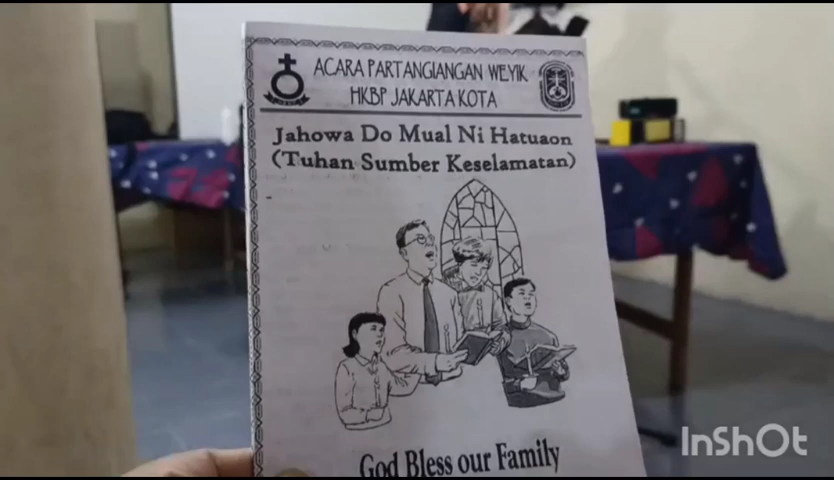 ACARA PARTANGIANGAN WEYIK
HKBP JAKARTA KOTA
Jahowa Do Mual Ni Hatuaon
(Tuhan Sumber Keselamatan)
God Bless our Family
InShOt